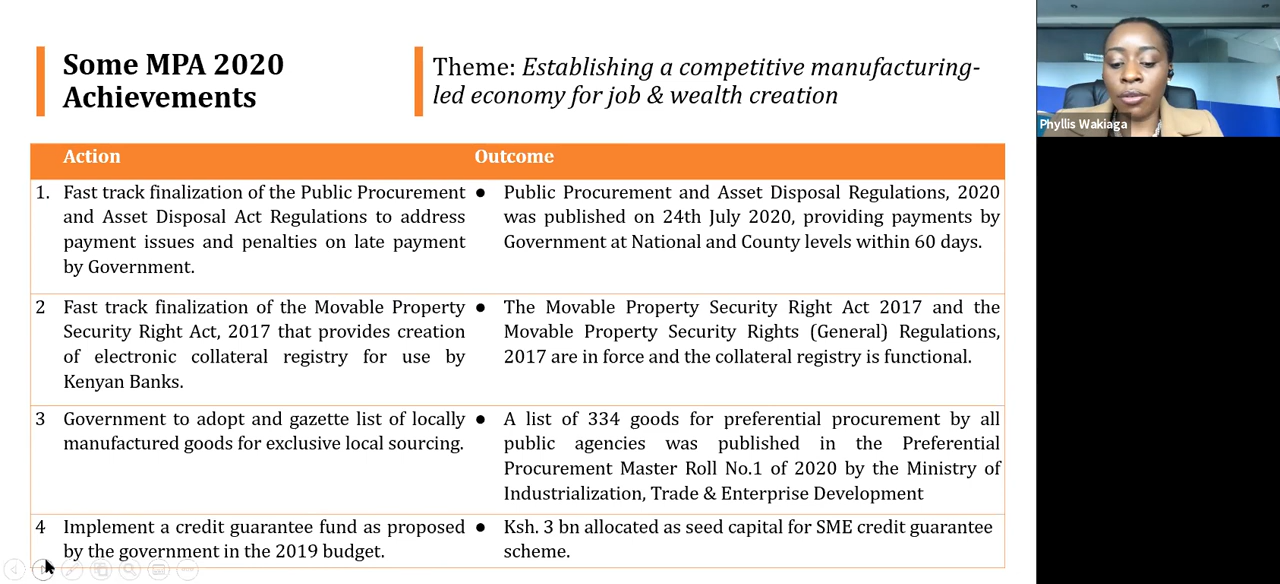 Some MPA 2020
Achievements
Theme: Establishing a competitive manufacturing-
led economy for job & wealth creation
Phyllis Wakiaga
Action Outcome
1. Fast track finalization of the Public Procurement
and Asset Disposal Act Regulations to address
payment issues and penalties on late payment
by Government.
● Public Procurement and Asset Disposal Regulations, 2020
was published on 24th July 2020, providing payments by
Government at National and County levels within 60 days.
2 Fast track finalization of the Movable Property
Security Right Act, 2017 that provides creation
of electronic collateral registry for use by
Kenyan Banks.
● The Movable Property Security Right Act 2017 and the
Movable Property Security Rights (General) Regulations,
2017 are in force and the collateral registry is functional.
3 Government to adopt and gazette list of locally
manufactured goods for exclusive local sourcing.
● A list of 334 goods for preferential procurement by all
public agencies was published in the Preferential
Procurement Master Roll No.1 of 2020 by the Ministry of
Industrialization, Trade & Enterprise Development
4 Implement a credit guarantee fund as proposed
by the government in the 2019 budget.
● Ksh. 3 bn allocated as seed capital for SME credit guarantee
scheme.